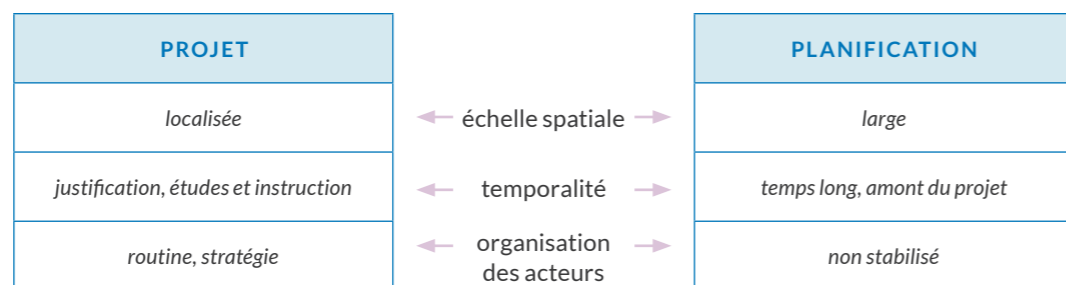 PROJET PLANIFICATION
localisée échelle spatiale large
justification, études et instruction temporalité temps long, amont du projet
routine, stratégie organisation des acteurs non stabilisé